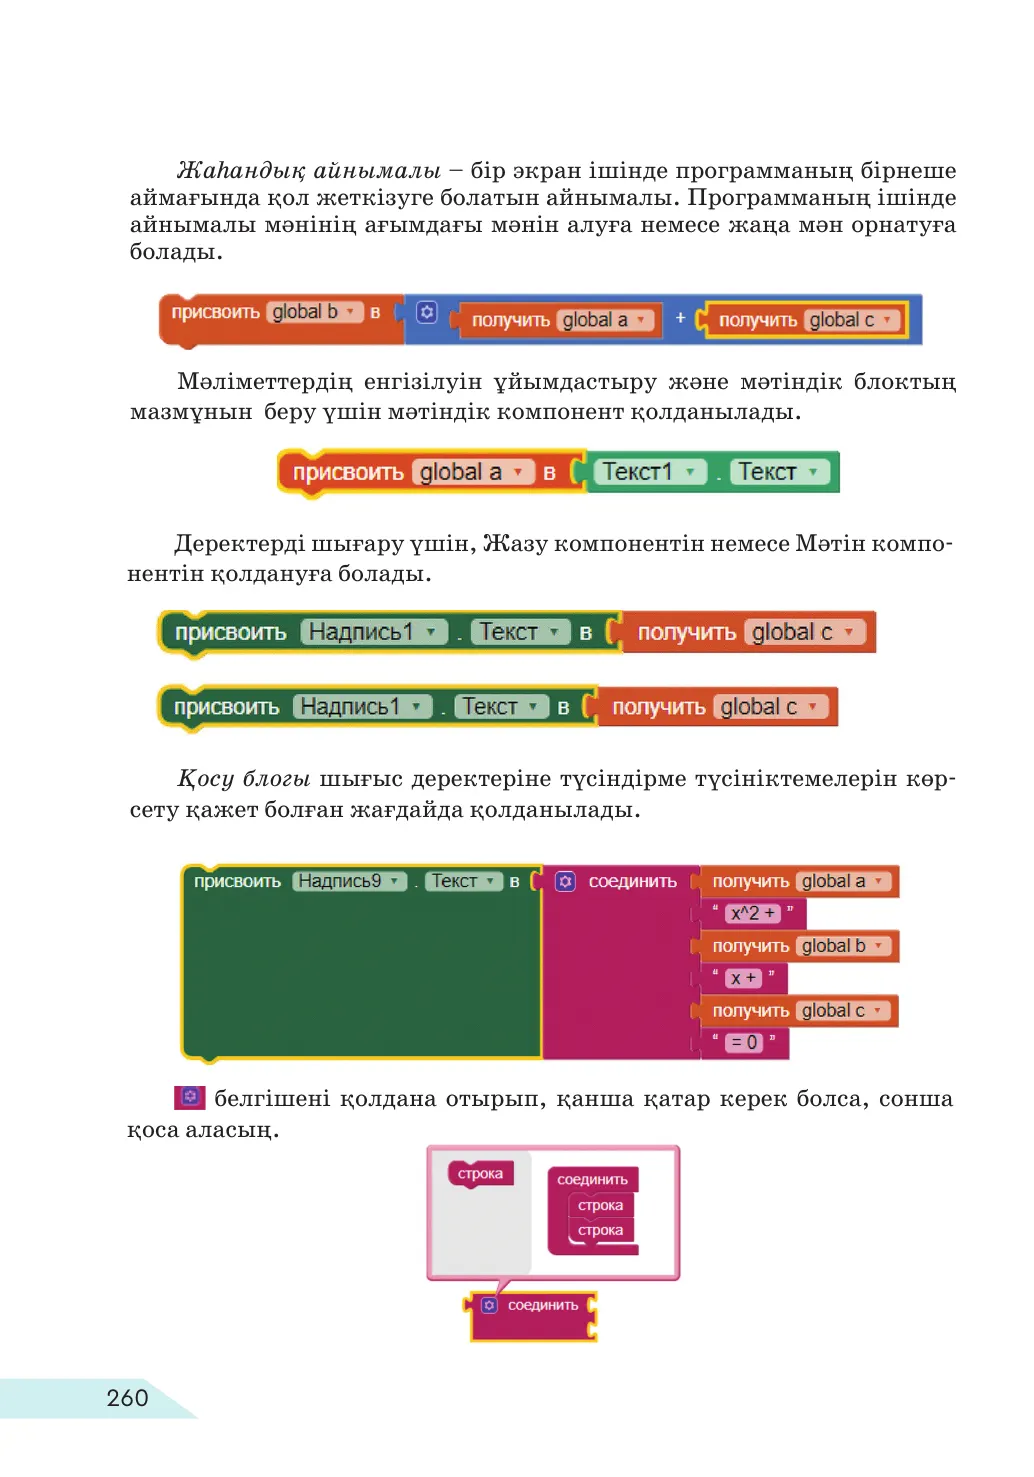 Жаһандық айнымалы – бір экран ішінде программаның бірнеше
аймағында қол жеткізуге болатын айнымалы. Программаның ішінде
айнымалы мәнінің ағымдағы мәнін алуға немесе жаңа мән орнатуға
болады.
присвоить global b в получить global a + получить global c
Мәліметтердің енгізілуін ұйымдастыру және мәтіндік блоктың
мазмұнын беру үшін мәтіндік компонент қолданылады.
присвоить global a в Текст1 . Текст
Деректерді шығару үшін, Жазу компонентін немесе Мәтін компо-
нентін қолдануға болады.
присвоить Надпись1 . Текст в получить global c
присвоить Надпись1 . Текст в получить global c
Қосу блогы шығыс деректеріне түсіндірме түсініктемелерін көр-
сету қажет болған жағдайда қолданылады.
присвоить Надпись9 . Текст в соединить получить global a
“ x^2 + ”
получить global b
“ x + ”
получить global c
“ = 0 ”
белгішені қолдана отырып, қанша қатар керек болса, сонша
қоса аласың.
строка соединить
строка
строка
соединить
260